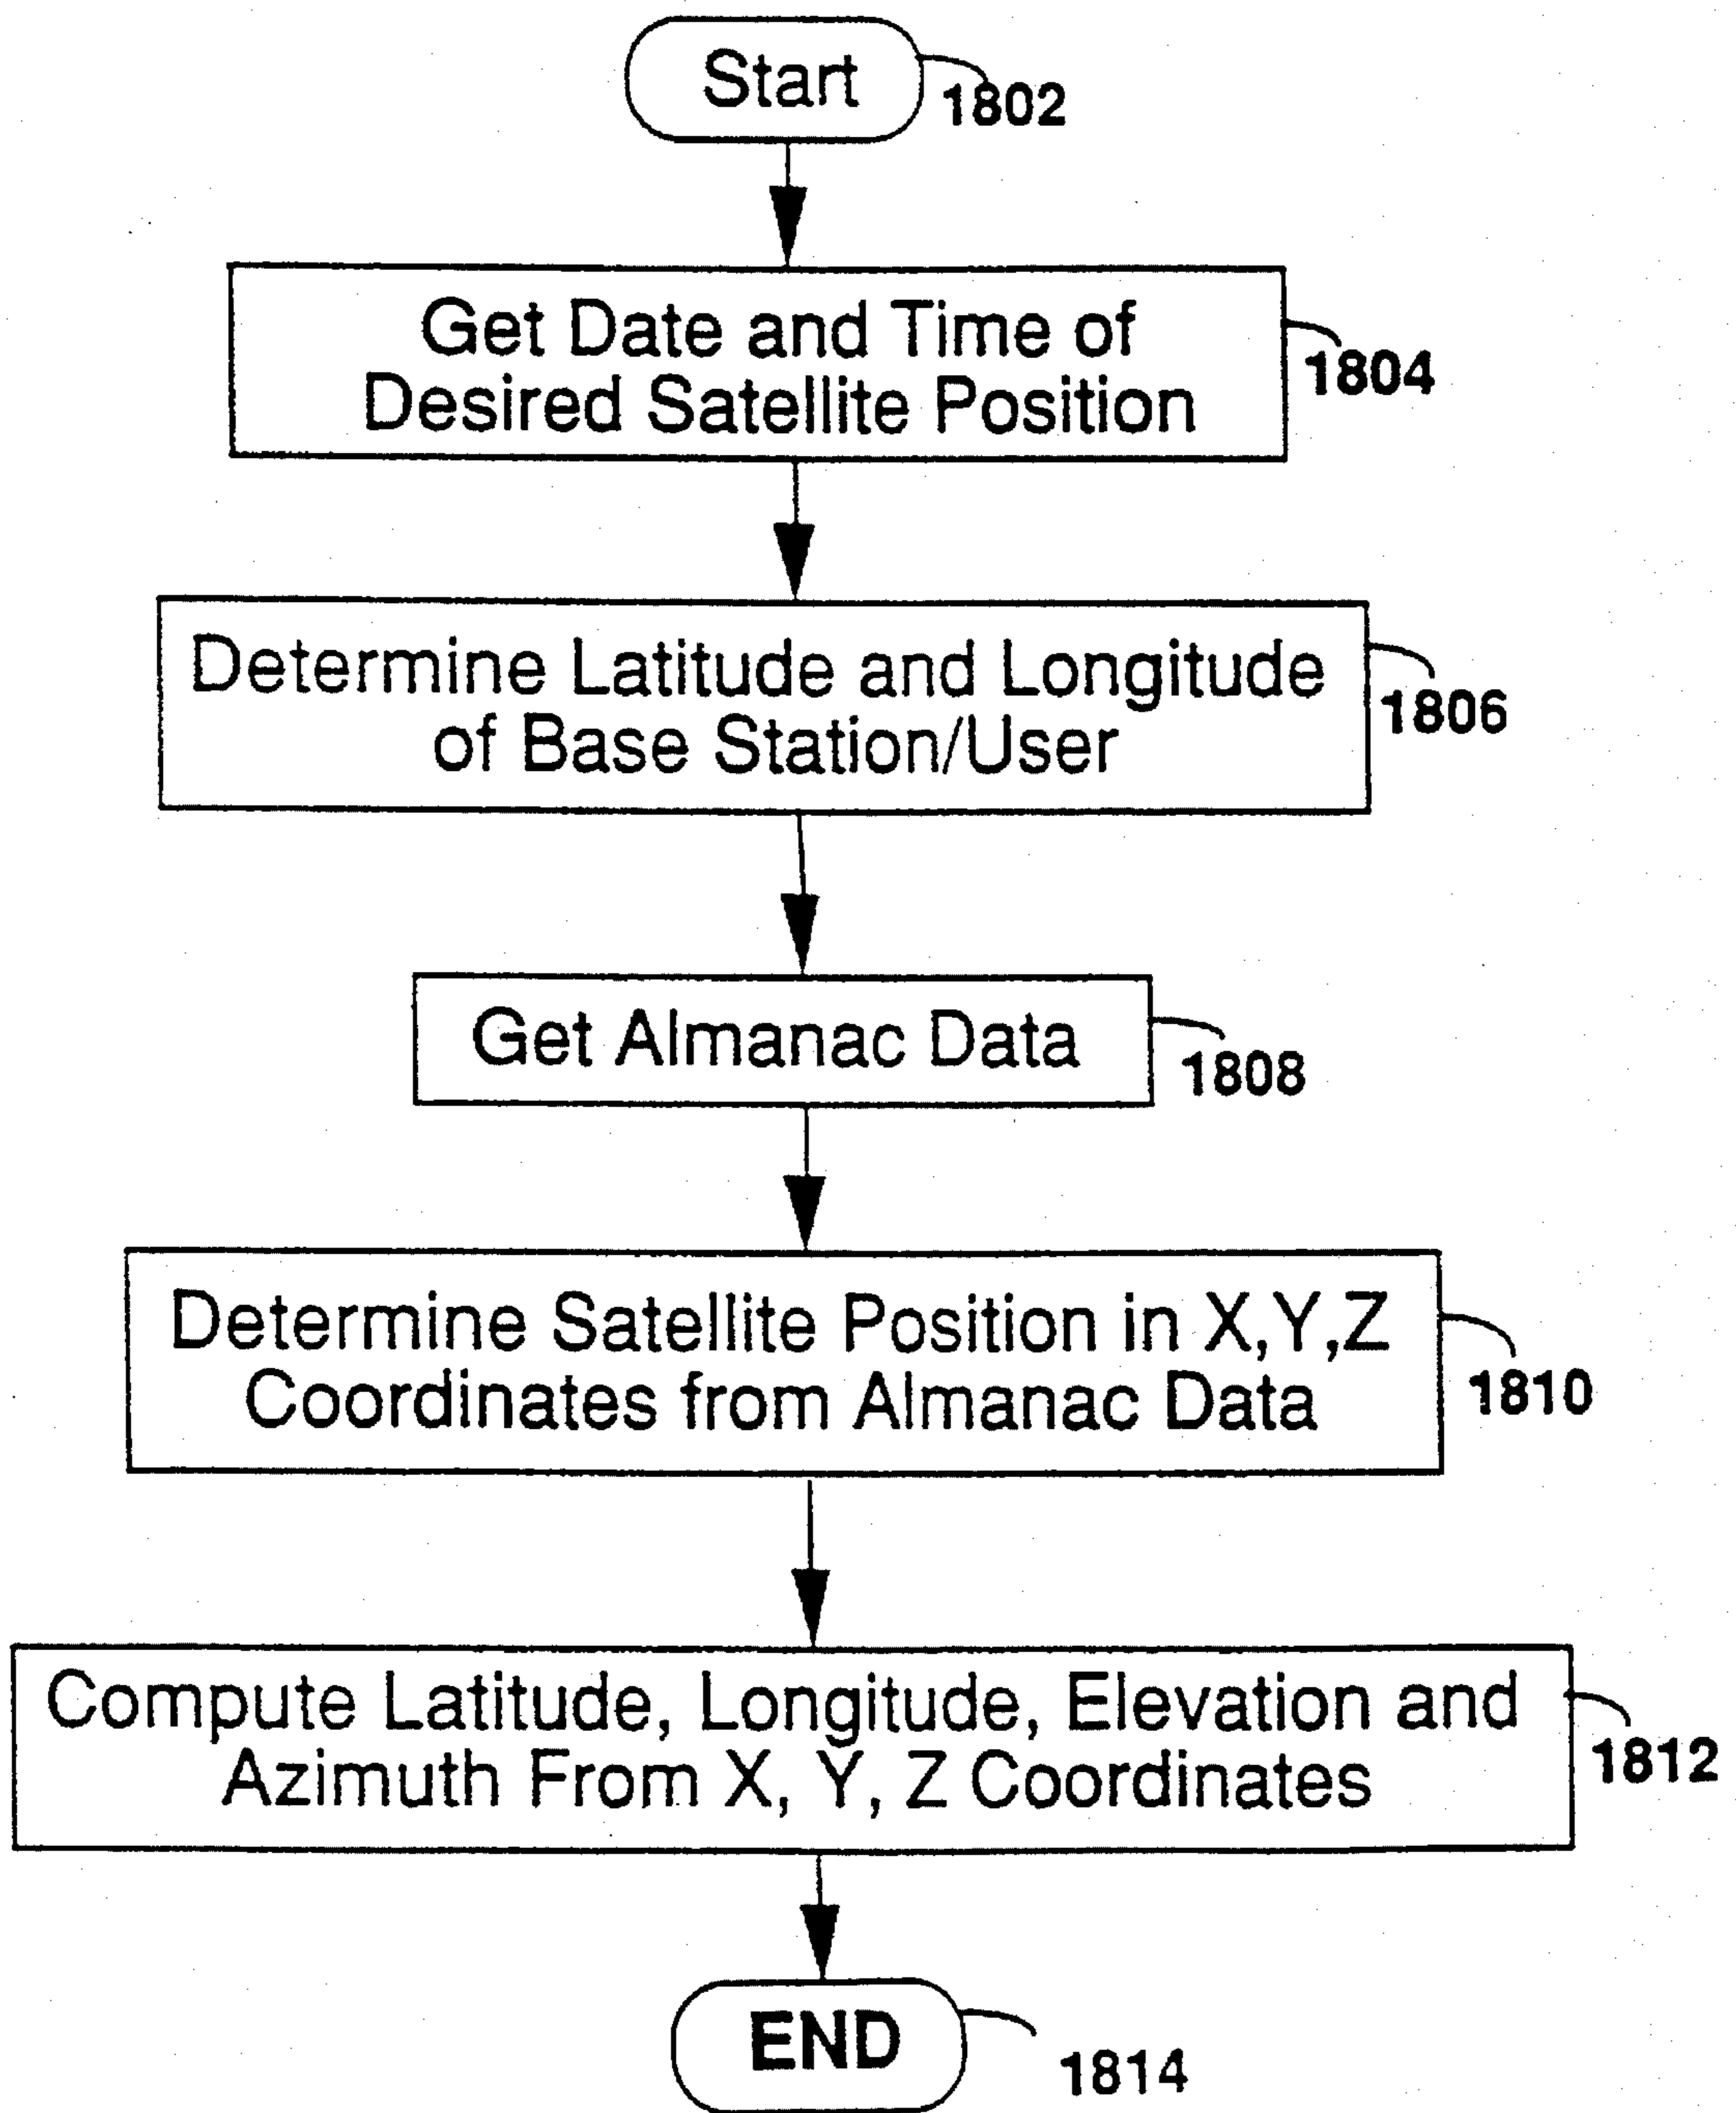 Start
1802
Get Date and Time of
Desired Satellite Position
1804
Determine Latitude and Longitude
of Base Station/User
1806
Get Almanac Data
1808
Determine Satellite Position in X,Y,Z
Coordinates from Almanac Data
1810
Compute Latitude, Longitude, Elevation and
Azimuth From X, Y, Z Coordinates
1812
END
1814